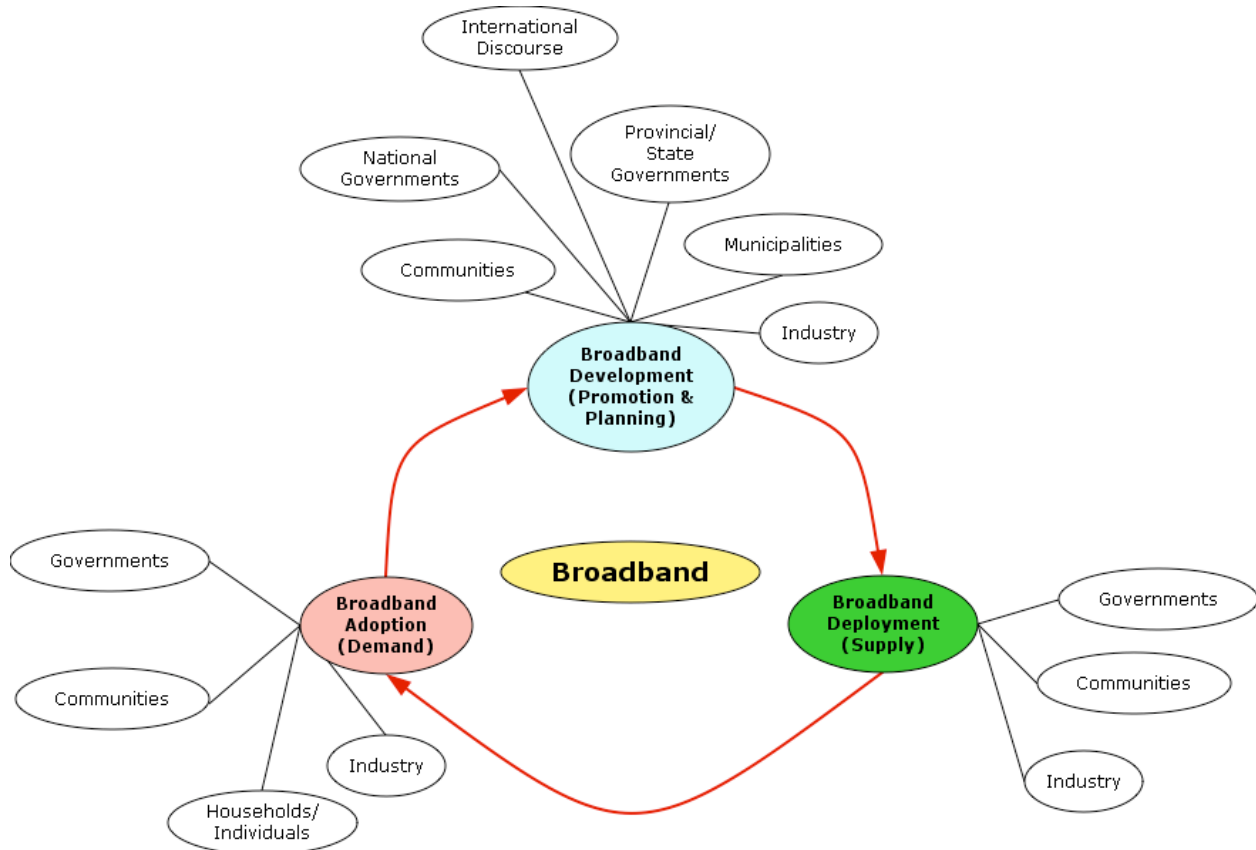 International
Discourse
Provincial/
State
Governments
National
Governments
Municipalities
Communities
Industry
Broadband
Development
(Promotion &
Planning)
Broadband
Governments
Broadband
Adoption
(Demand)
Broadband
Deployment
(Supply)
Governments
Communities
Communities
Industry
Industry
Households/
Individuals